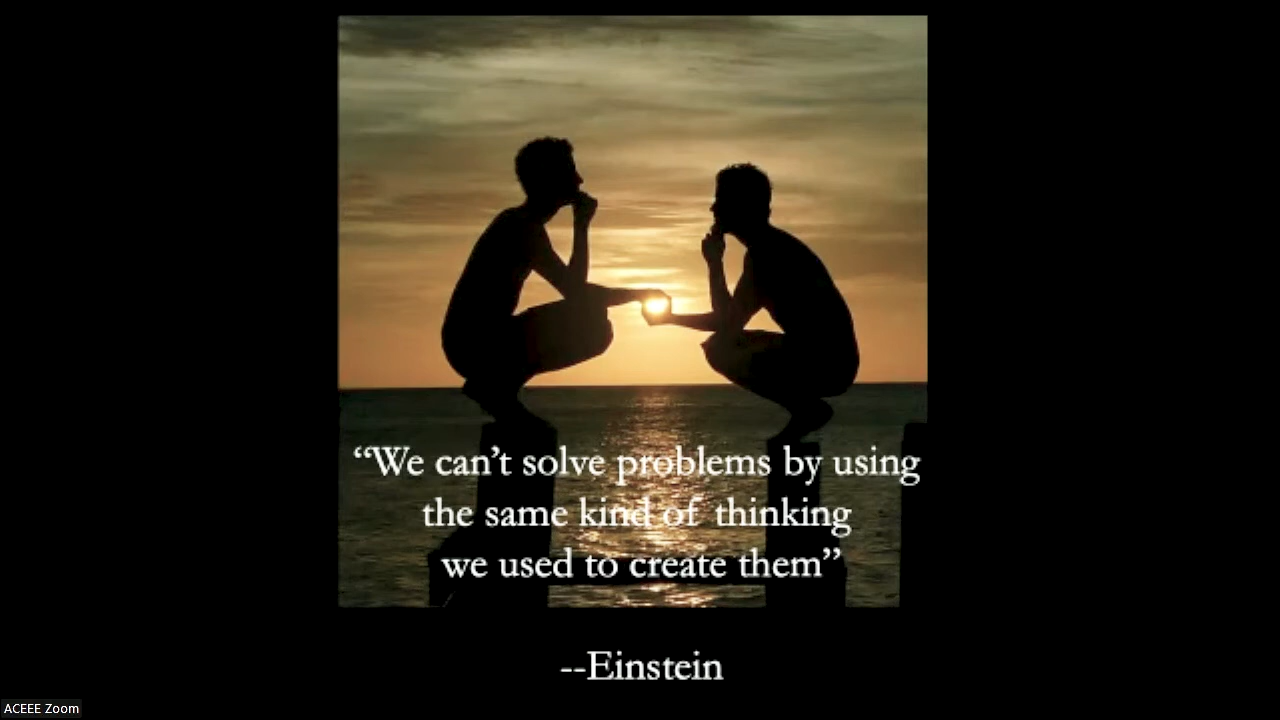 “We can’t solve problems by using
the same kind of thinking
we used to create them”
--Einstein
ACEEE Zoom